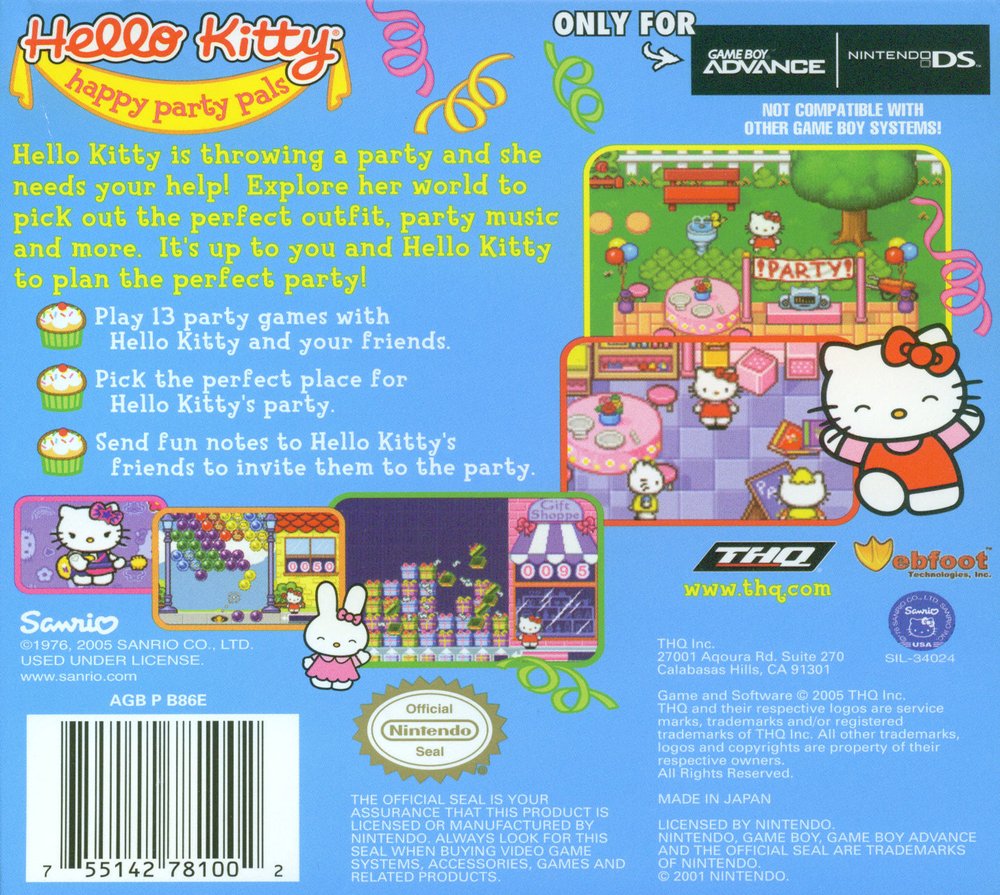 Hello Kitty®
happy party pals
ONLY FOR
GAME BOY ADVANCE
NINTENDO DS™
NOT COMPATIBLE WITH
OTHER GAME BOY SYSTEMS!
Hello Kitty is throwing a party and she
needs your help! Explore her world to
pick out the perfect outfit, party music
and more. It's up to you and Hello Kitty
to plan the perfect party!
Play 13 party games with
Hello Kitty and your friends.
Pick the perfect place for
Hello Kitty's party.
Send fun notes to Hello Kitty's
friends to invite them to the party.
!PARTY!
0050
Gift
Shoppe
0095
THQ
www.thq.com
Webfoot™
Technologies, Inc.
Sanrio
©1976, 2005 SANRIO CO., LTD.
USED UNDER LICENSE.
www.sanrio.com
AGB P B86E
7 55142 78100 2
Official
Nintendo
Seal
THE OFFICIAL SEAL IS YOUR
ASSURANCE THAT THIS PRODUCT IS
LICENSED OR MANUFACTURED BY
NINTENDO. ALWAYS LOOK FOR THIS
SEAL WHEN BUYING VIDEO GAME
SYSTEMS, ACCESSORIES, GAMES AND
RELATED PRODUCTS.
Sanrio
USA
SIL-34024
THQ Inc.
27001 Agoura Rd. Suite 270
Calabasas Hills, CA 91301
Game and Software © 2005 THQ Inc.
THQ and their respective logos are service
marks, trademarks and/or registered
trademarks of THQ Inc. All other trademarks,
logos and copyrights are property of their
respective owners.
All Rights Reserved.
MADE IN JAPAN
LICENSED BY NINTENDO.
NINTENDO, GAME BOY, GAME BOY ADVANCE
AND THE OFFICIAL SEAL ARE TRADEMARKS
OF NINTENDO.
© 2001 NINTENDO.